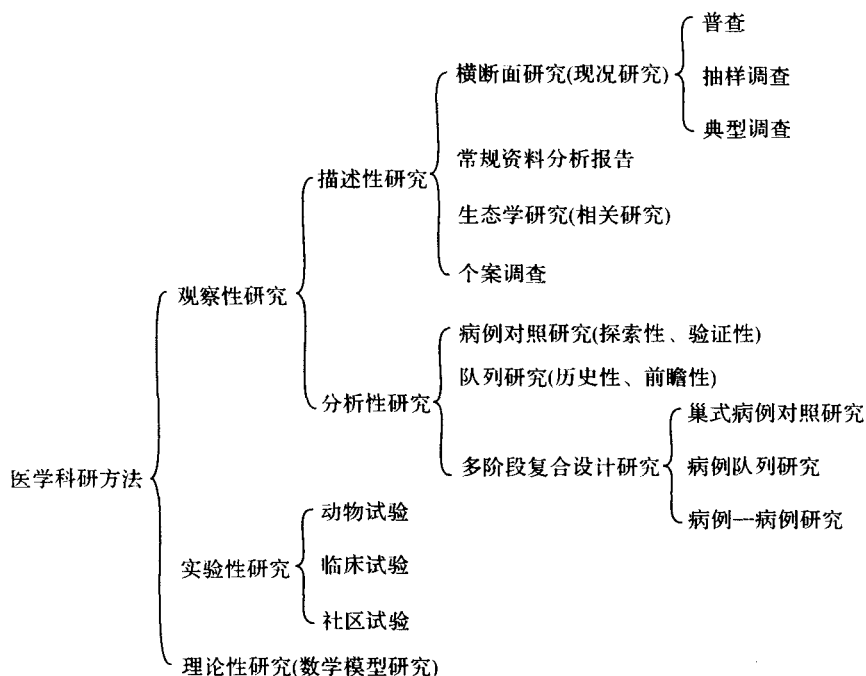 普查
横断面研究(现况研究)
抽样调查
典型调查
常规资料分析报告
描述性研究
生态学研究(相关研究)
个案调查
观察性研究
病例对照研究(探索性、验证性)
队列研究(历史性、前瞻性)
分析性研究
巢式病例对照研究
多阶段复合设计研究
病例队列研究
病例—病例研究
医学科研方法
动物试验
实验性研究
临床试验
社区试验
理论性研究(数学模型研究)